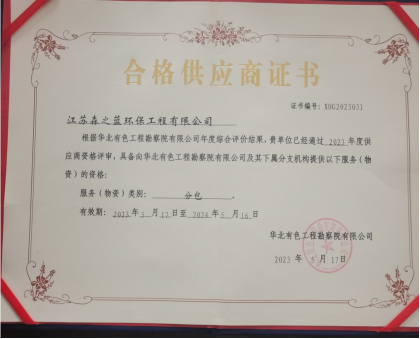 合格供应商证书
证书编号：XHG2023031
江苏森之蓝环保工程有限公司
根据华北有色工程勘察院有限公司年度综合评价结果，贵单位已经通过 2023 年度供
应商资格评审，具备向华北有色工程勘察院有限公司及其下属分支机构提供以下服务（物
资）的资格：
服务（物资）类别： 分包 。
有效期： 2023 年 5 月 17 日至 2024 年 5 月 16 日
华北有色工程勘察院有限公司
2023 年 5 月 17 日